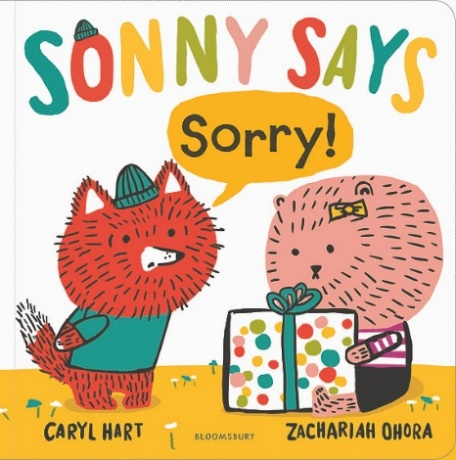 SONNY SAYS
Sorry!
CARYL HART BLOOMSBURY ZACHARIAH OHORA